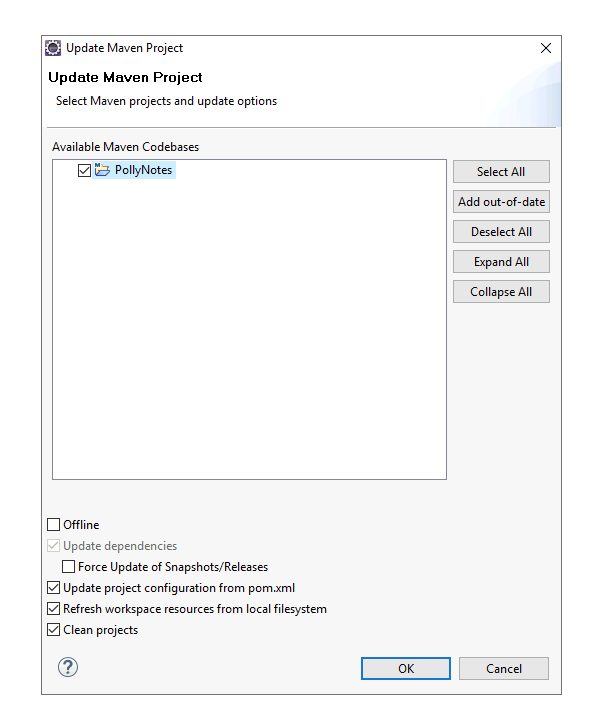 Update Maven Project
Update Maven Project
Select Maven projects and update options
Available Maven Codebases
PollyNotes
Select All
Add out-of-date
Deselect All
Expand All
Collapse All
Offline
Update dependencies
Force Update of Snapshots/Releases
Update project configuration from pom.xml
Refresh workspace resources from local filesystem
Clean projects
?
OK
Cancel